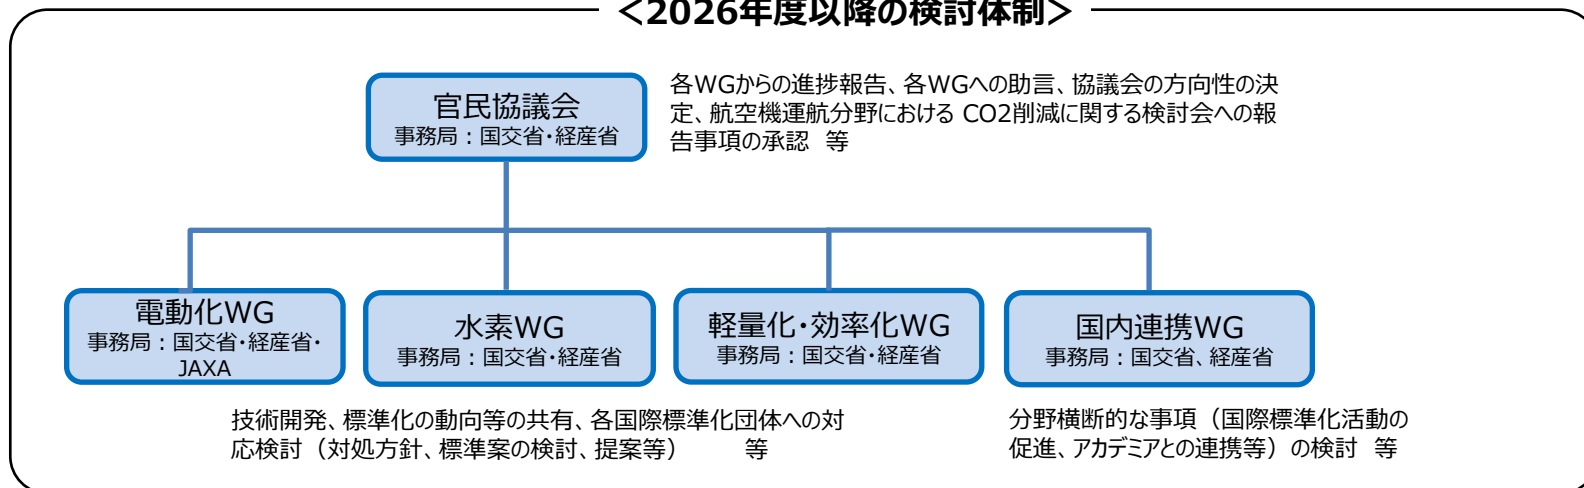 <2026年度以降の検討体制>
官民協議会
事務局：国交省・経産省
各WGからの進捗報告、各WGへの助言、協議会の方向性の決
定、航空機運航分野における CO2削減に関する検討会への報
告事項の承認 等
電動化WG
事務局：国交省・経産省・
JAXA
水素WG
事務局：国交省・経産省
軽量化・効率化WG
事務局：国交省・経産省
国内連携WG
事務局：国交省、経産省
技術開発、標準化の動向等の共有、各国際標準化団体への対
応検討（対処方針、標準案の検討、提案等） 等
分野横断的な事項（国際標準化活動の
促進、アカデミアとの連携等）の検討 等